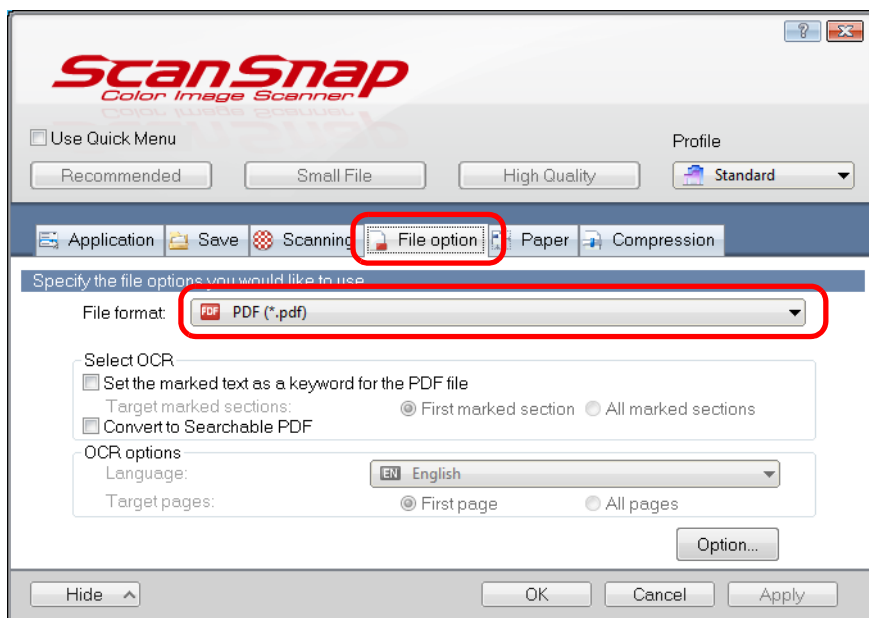 ScanSnap
Color Image Scanner
Use Quick Menu
Profile
Recommended Small File High Quality Standard
Application Save Scanning File option Paper Compression
Specify the file options you would like to use.
File format: PDF PDF (*.pdf)
Select OCR
Set the marked text as a keyword for the PDF file
Target marked sections: First marked section All marked sections
Convert to Searchable PDF
OCR options
Language: EN English
Target pages: First page All pages
Option...
Hide OK Cancel Apply